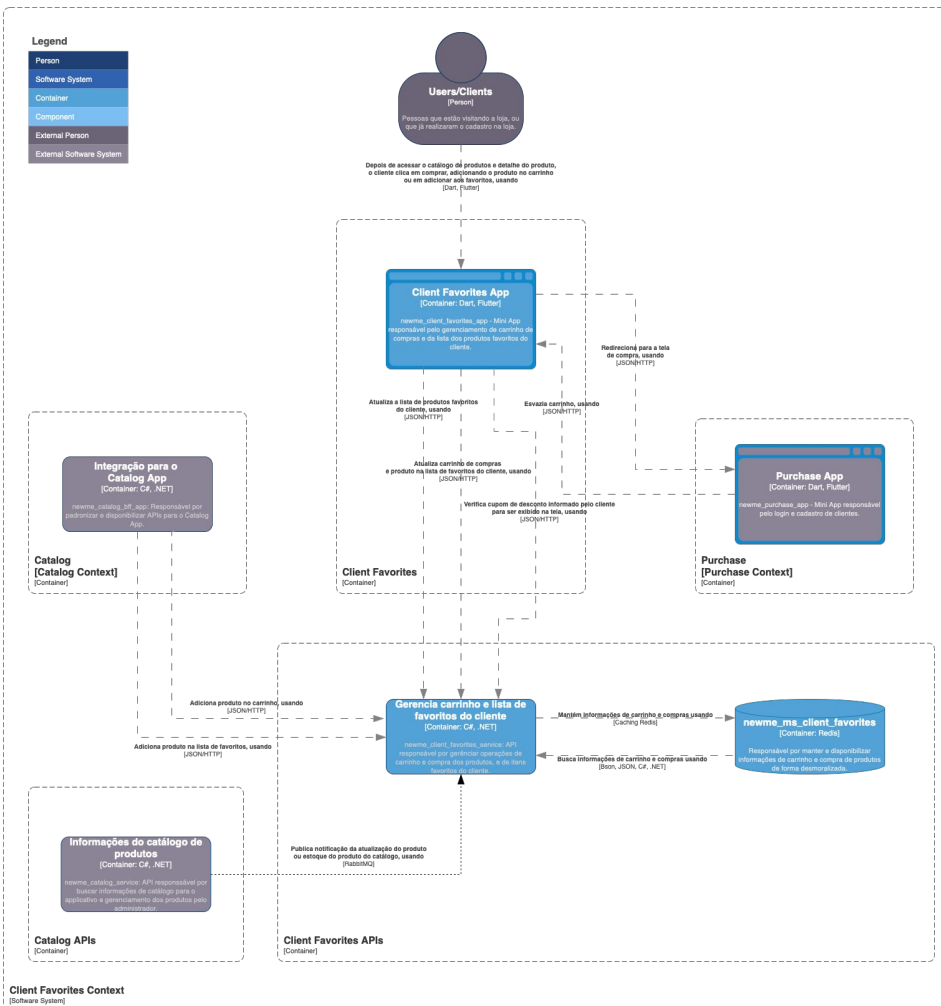 Legend
Person
Software System
Container
Component
External Person
External Software System
Users/Clients
[Person]
Pessoas que estão visitando a loja, ou
que já realizaram o cadastro na loja.
Depois de acessar o catálogo de produtos e detalhe do produto,
o cliente clica em comprar, adicionando o produto no carrinho
ou em adicionar aos favoritos, usando
[Dart, Flutter]
Client Favorites App
[Container: Dart, Flutter]
newme_client_favorites_app - Mini App
responsável pelo gerenciamento de carrinho de
compras e da lista dos produtos favoritos do
cliente.
Redireciona para a tela
de compra, usando
[JSON/HTTP]
Atualiza a lista de produtos favoritos
do cliente, usando
[JSON/HTTP]
Esvazia carrinho, usando
[JSON/HTTP]
Integração para o
Catalog App
[Container: C#, .NET]
newme_catalog_bff_app: Responsável por
padronizar e disponibilizar APIs para o Catalog
App.
Atualiza carrinho de compras
e produto na lista de favoritos do cliente, usando
[JSON/HTTP]
Purchase App
[Container: Dart, Flutter]
newme_purchase_app - Mini App responsável
pelo login e cadastro de clientes.
Verifica cupom de desconto informado pelo cliente
para ser exibido na tela, usando
[JSON/HTTP]
Catalog
[Catalog Context]
[Container]
Client Favorites
[Container]
Purchase
[Purchase Context]
[Container]
Adiciona produto no carrinho, usando
[JSON/HTTP]
Adiciona produto na lista de favoritos, usando
[JSON/HTTP]
Gerencia carrinho e lista de
favoritos do cliente
[Container: C#, .NET]
newme_client_favorites_service: API
responsável por gerênciar operações de
carrinho e compra dos produtos, e de itens
favoritos do cliente.
Mantém informações de carrinho e compras usando
[Caching Redis]
Busca informações de carrinho e compras usando
[Bson, JSON, C#, .NET]
newme_ms_client_favorites
[Container: Redis]
Responsável por manter e disponibilizar
informações de carrinho e compra de produtos
de forma desmoralizada.
Informações do catálogo de
produtos
[Container: C#, .NET]
newme_catalog_service: API responsável por
buscar informações de catálogo para o
applicativo e gerenciamento dos produtos pelo
administrador.
Publica notificação da atualização do produto
ou estoque do produto do catálogo, usando
[RabbitMQ]
Catalog APIs
[Container]
Client Favorites APIs
[Container]
Client Favorites Context
[Software System]